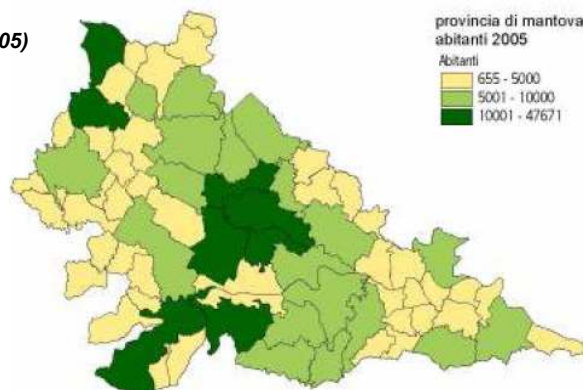 05)
provincia di mantova
abitanti 2005
Abitanti
655 - 5000
5001 - 10000
10001 - 47671